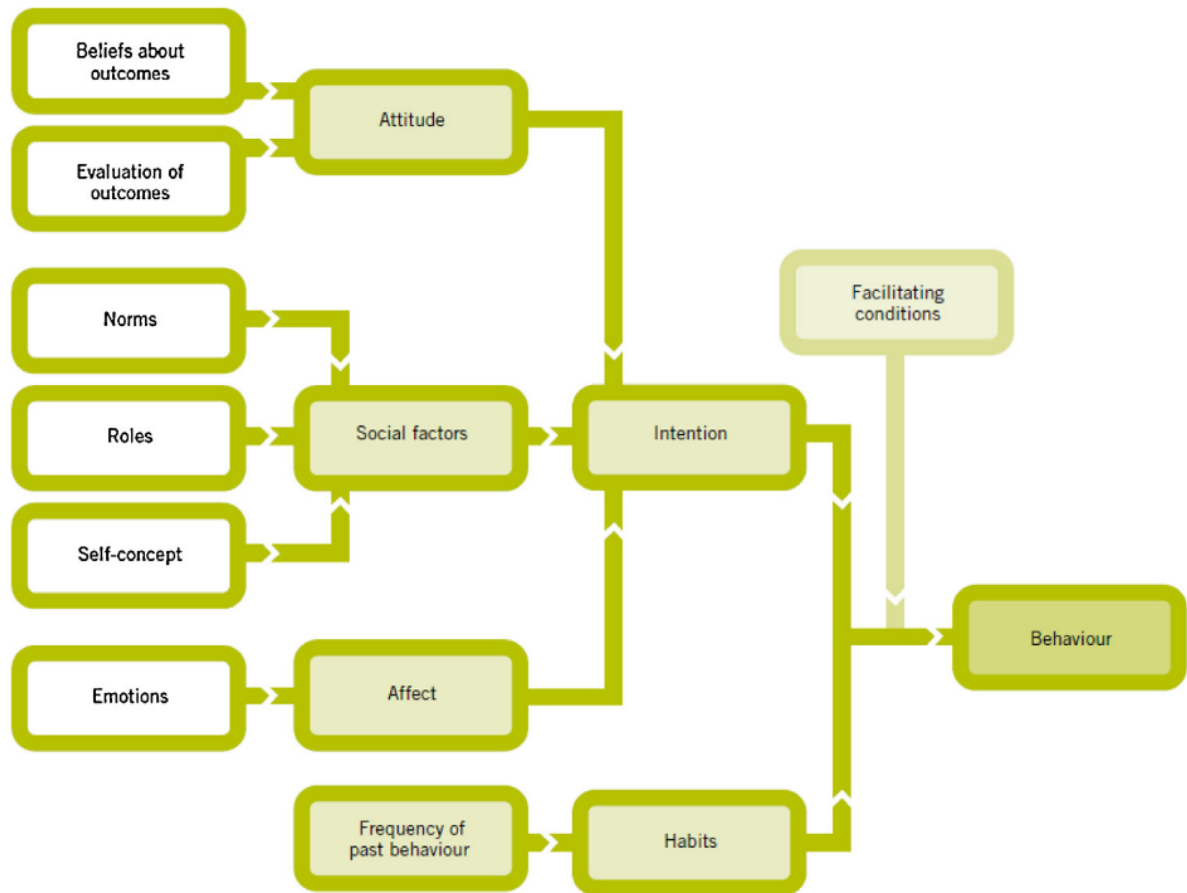 Beliefs about
outcomes
Attitude
Evaluation of
outcomes
Norms
Facilitating
conditions
Roles
Social factors
Intention
Self-concept
Behaviour
Emotions
Affect
Frequency of
past behaviour
Habits